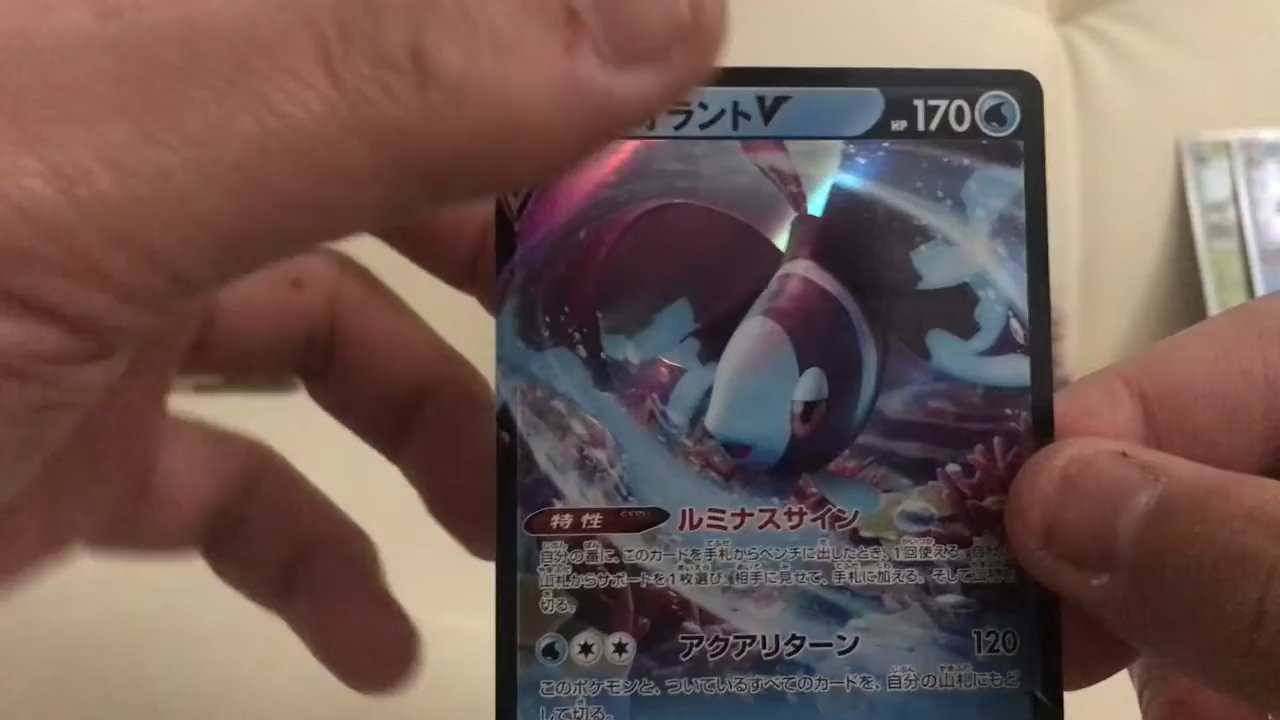 ラントV HP 170
特性 ルミナスサイン
自分の番に、このカードを手札からベンチに出したとき、1回使える。自分の
山札からサポートを1枚選び、相手に見せて、手札に加える。そして山札を
切る。
アクアリターン 120
このポケモンと、ついているすべてのカードを、自分の山札にもど
して切る。